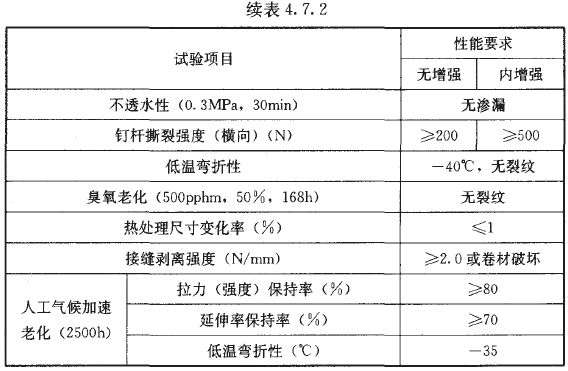 续表 4.7.2
试验项目
性能要求
无增强 内增强
不透水性（0.3MPa，30min） 无渗漏
钉杆撕裂强度（横向）（N） ≥200 ≥500
低温弯折性 －40℃，无裂纹
臭氧老化（500pphm，50％，168h） 无裂纹
热处理尺寸变化率（％） ≤1
接缝剥离强度（N/mm） ≥2.0或卷材破坏
人工气候加速
老化（2500h）
拉力（强度）保持率（％） ≥80
延伸率保持率（％） ≥70
低温弯折性（℃） －35